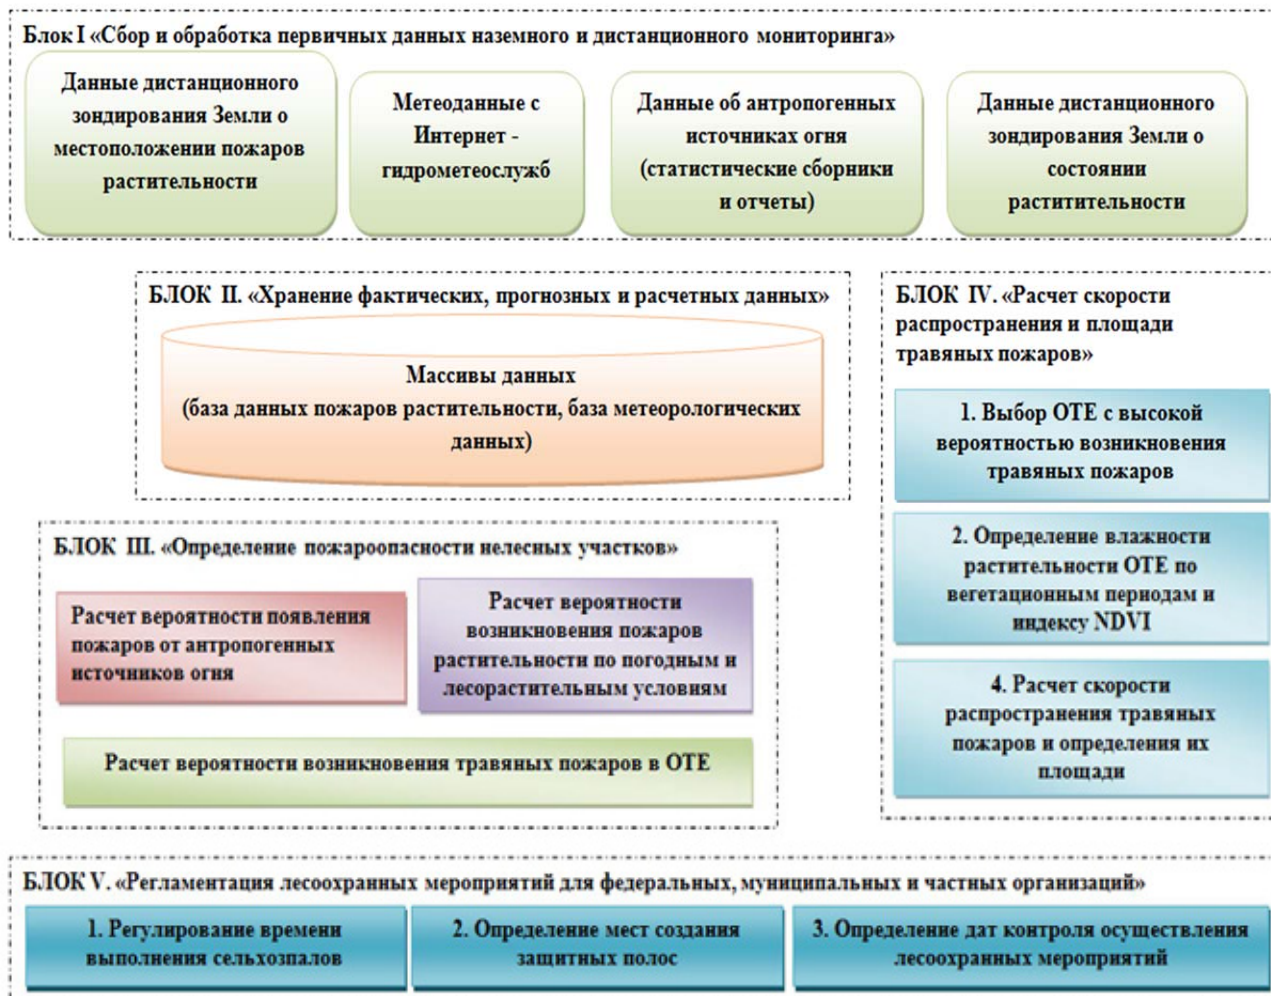 Блок I «Сбор и обработка первичных данных наземного и дистанционного мониторинга»
Данные дистанционного
зондирования Земли о
местоположении пожаров
растительности
Метеоданные с
Интернет -
гидрометеослужб
Данные об антропогенных
источниках огня
(статистические сборники
и отчеты)
Данные дистанционного
зондирования Земли о
состоянии
раститительности
БЛОК II. «Хранение фактических, прогнозных и расчетных данных»
Массивы данных
(база данных пожаров растительности, база метеорологических
данных)
БЛОК III. «Определение пожароопасности нелесных участков»
Расчет вероятности появления
пожаров от антропогенных
источников огня
Расчет вероятности
возникновения пожаров
растительности по погодным и
лесорастительным условиям
Расчет вероятности возникновения травяных пожаров в ОТЕ
БЛОК IV. «Расчет скорости
распространения и площади
травяных пожаров»
1. Выбор ОТЕ с высокой
вероятностью возникновения
травяных пожаров
2. Определение влажности
растительности ОТЕ по
вегетационным периодам и
индексу NDVI
4. Расчет скорости
распространения травяных
пожаров и определения их
площади
БЛОК V. «Регламентация лесоохранных мероприятий для федеральных, муниципальных и частных организаций»
1. Регулирование времени
выполнения сельхозпалов
2. Определение мест создания
защитных полос
3. Определение дат контроля осуществления
лесоохранных мероприятий